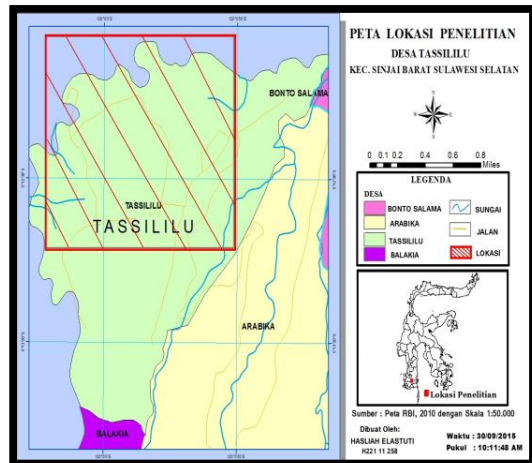 PETA LOKASI PENELITIAN
DESA TASSILILU
KEC. SINJAI BARAT SULAWESI SELATAN
0 0.1 0.2 0.4 0.6 0.8
Miles
LEGENDA
DESA
BONTO SALAMA
ARABIKA
TASSILILU
BALAKIA
SUNGAI
JALAN
LOKASI
Lokasi Penelitian
Sumber : Peta RBI, 2010 dengan Skala 1:50.000
Dibuat Oleh:
HASLIAH ELASTUTI
H221 11 258
Waktu : 30/09/2015
Pukul : 10:11:48 AM
BONTO SALAMA
TASSILILU
TASSILILU
ARABIKA
BALAKIA